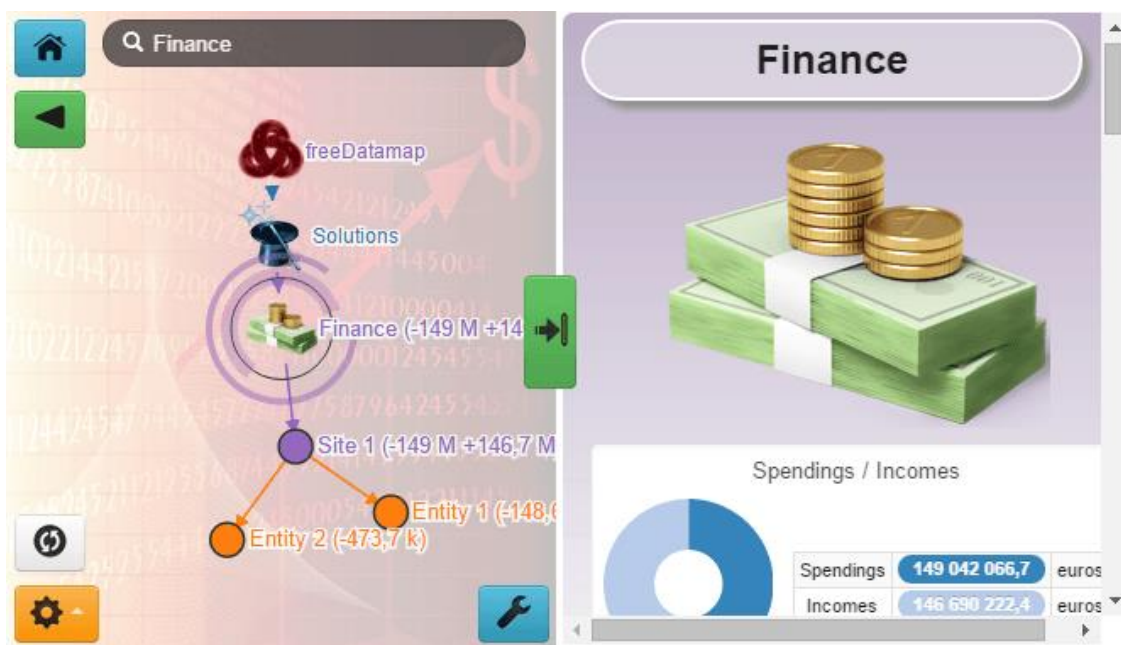 Finance
freeDatamap
Solutions
Finance (-149 M +14
Site 1 (-149 M +146,7 M
Entity 1 (-148,6
Entity 2 (-473,7 k)
Finance
Spendings / Incomes
Spendings 149 042 066,7 euros
Incomes 146 690 222,4 euros